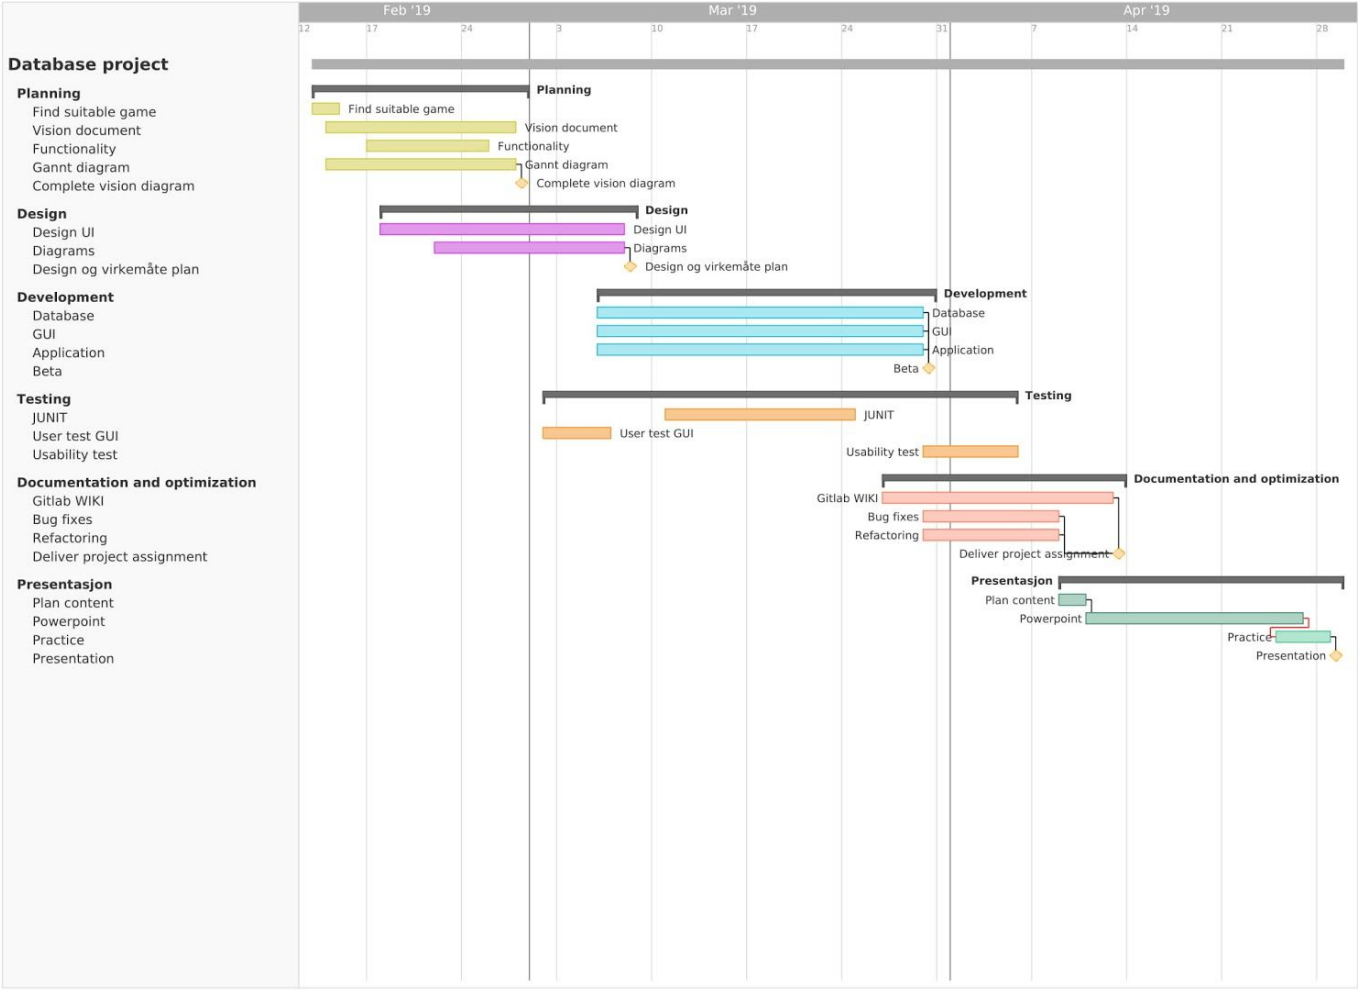 Feb '19 Mar '19 Apr '19
12 17 24 3 10 17 24 31 7 14 21 28
Database project
Planning Planning
Find suitable game Find suitable game
Vision document Vision document
Functionality Functionality
Gannt diagram Gannt diagram
Complete vision diagram Complete vision diagram
Design Design
Design UI Design UI
Diagrams Diagrams
Design og virkemåte plan Design og virkemåte plan
Development Development
Database Database
GUI GUI
Application Application
Beta Beta
Testing Testing
JUNIT JUNIT
User test GUI User test GUI
Usability test Usability test
Documentation and optimization Documentation and optimization
Gitlab WIKI Gitlab WIKI
Bug fixes Bug fixes
Refactoring Refactoring
Deliver project assignment Deliver project assignment
Presentasjon Presentasjon
Plan content Plan content
Powerpoint Powerpoint
Practice Practice
Presentation Presentation